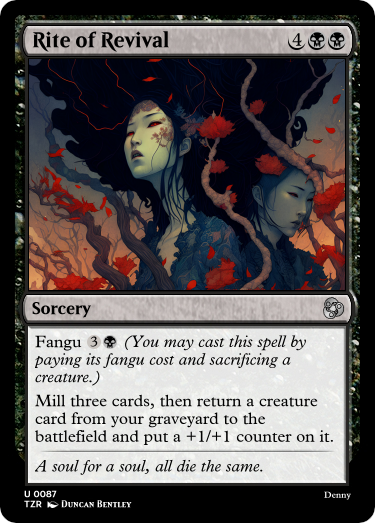 Rite of Revival 4
Sorcery
Fangu 3 (You may cast this spell by
paying its fangu cost and sacrificing a
creature.)
Mill three cards, then return a creature
card from your graveyard to the
battlefield and put a +1/+1 counter on it.
A soul for a soul, all die the same.
U 0087
Denny
TZR Duncan Bentley